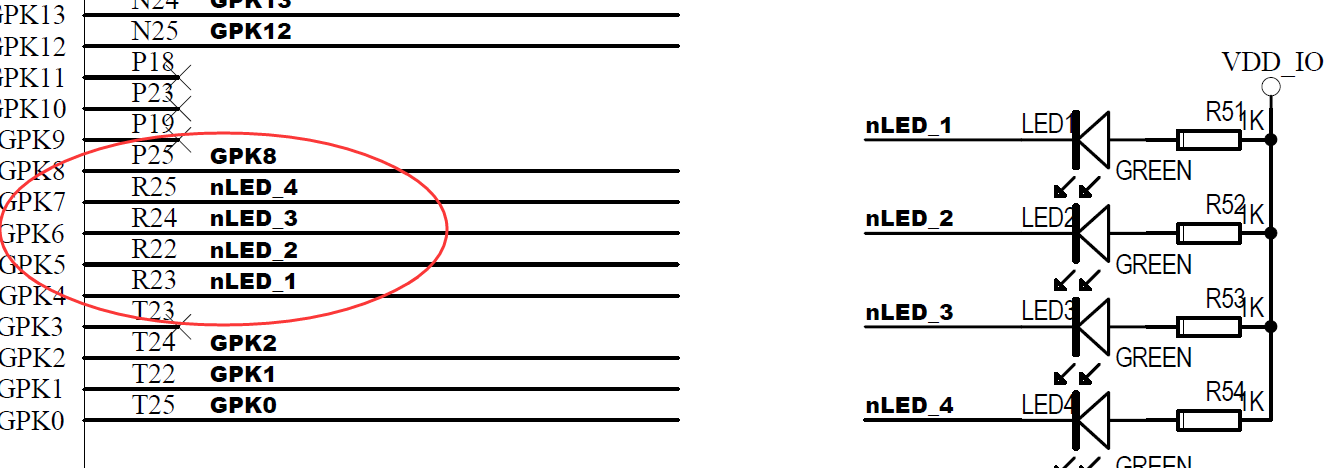 GPK13 N24 GPK13
GPK12 N25 GPK12
GPK11 P18
GPK10 P23
GPK9 P19
GPK8 P25 GPK8
GPK7 R25 nLED_4
GPK6 R24 nLED_3
GPK5 R22 nLED_2
GPK4 R23 nLED_1
GPK3 T23
GPK2 T24 GPK2
GPK1 T22 GPK1
GPK0 T25 GPK0
VDD_IO
nLED_1 LED1 R51 1K
GREEN
nLED_2 LED2 R52 1K
GREEN
nLED_3 LED3 R53 1K
GREEN
nLED_4 LED4 R54 1K
GREEN